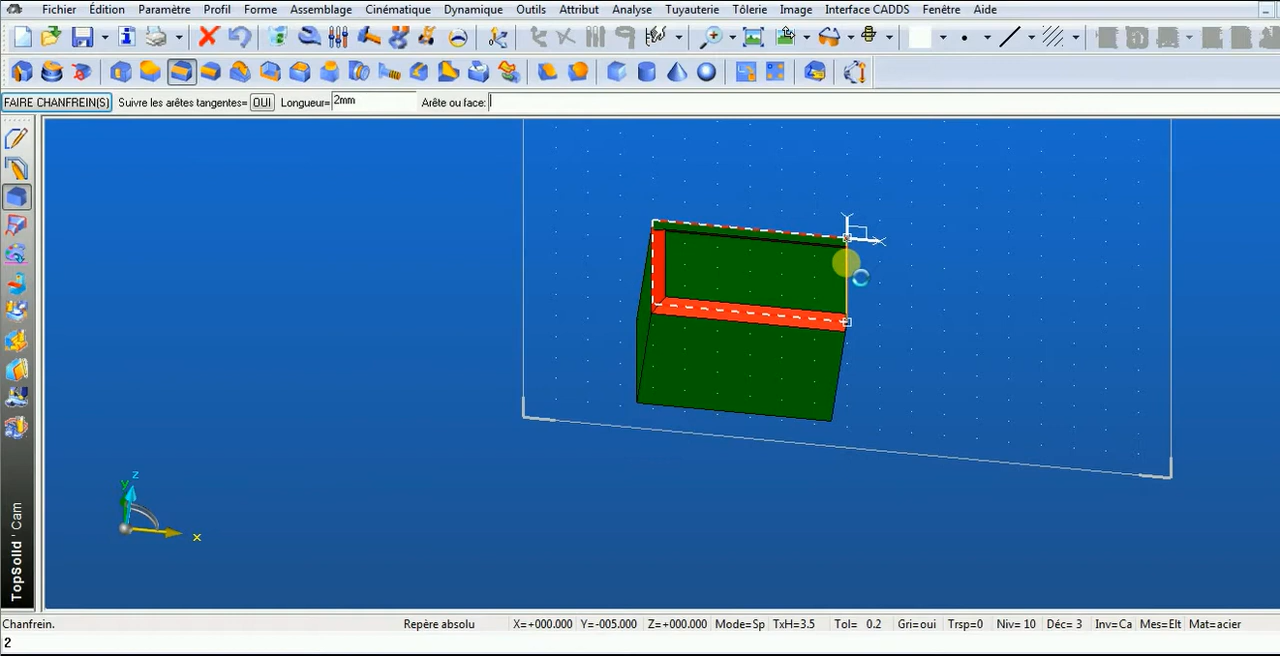 Fichier Édition Paramètre Profil Forme Assemblage Cinématique Dynamique Outils Attribut Analyse Tuyauterie Tôlerie Image Interface CADDS Fenêtre Aide
FAIRE CHANFREIN(S) Suivre les arêtes tangentes= OUI Longueur= 2mm Arête ou face:
z
y
x
TopSolid'Cam
Chanfrein. Repère absolu X=+000.000 Y=-005.000 Z=+000.000 Mode=Sp TxH=3.5 Tol= 0.2 Gri=oui Trsp=0 Niv= 10 Déc= 3 Inv=Ca Mes=Elt Mat=acier
2